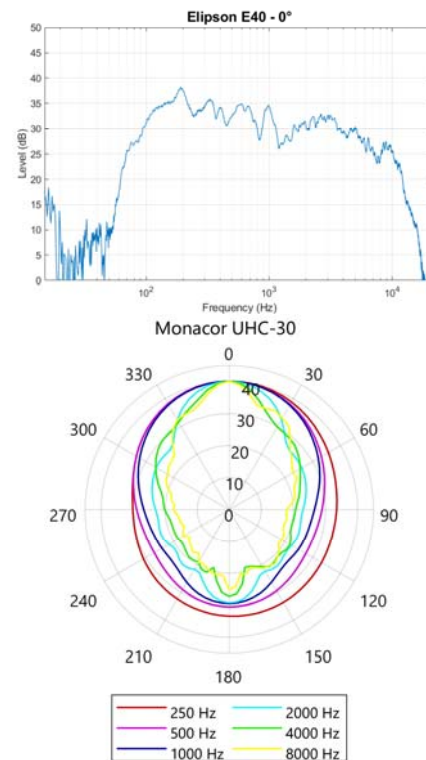 Elipson E40 - 0°
50
45
40
35
30
25
20
15
10
5
0
Level (dB)
10² 10³ 10⁴
Frequency (Hz)
Monacor UHC-30
0
330 30
40
300 30 60
20
10
270 0 90
240 120
210 150
180
250 Hz 2000 Hz
500 Hz 4000 Hz
1000 Hz 8000 Hz